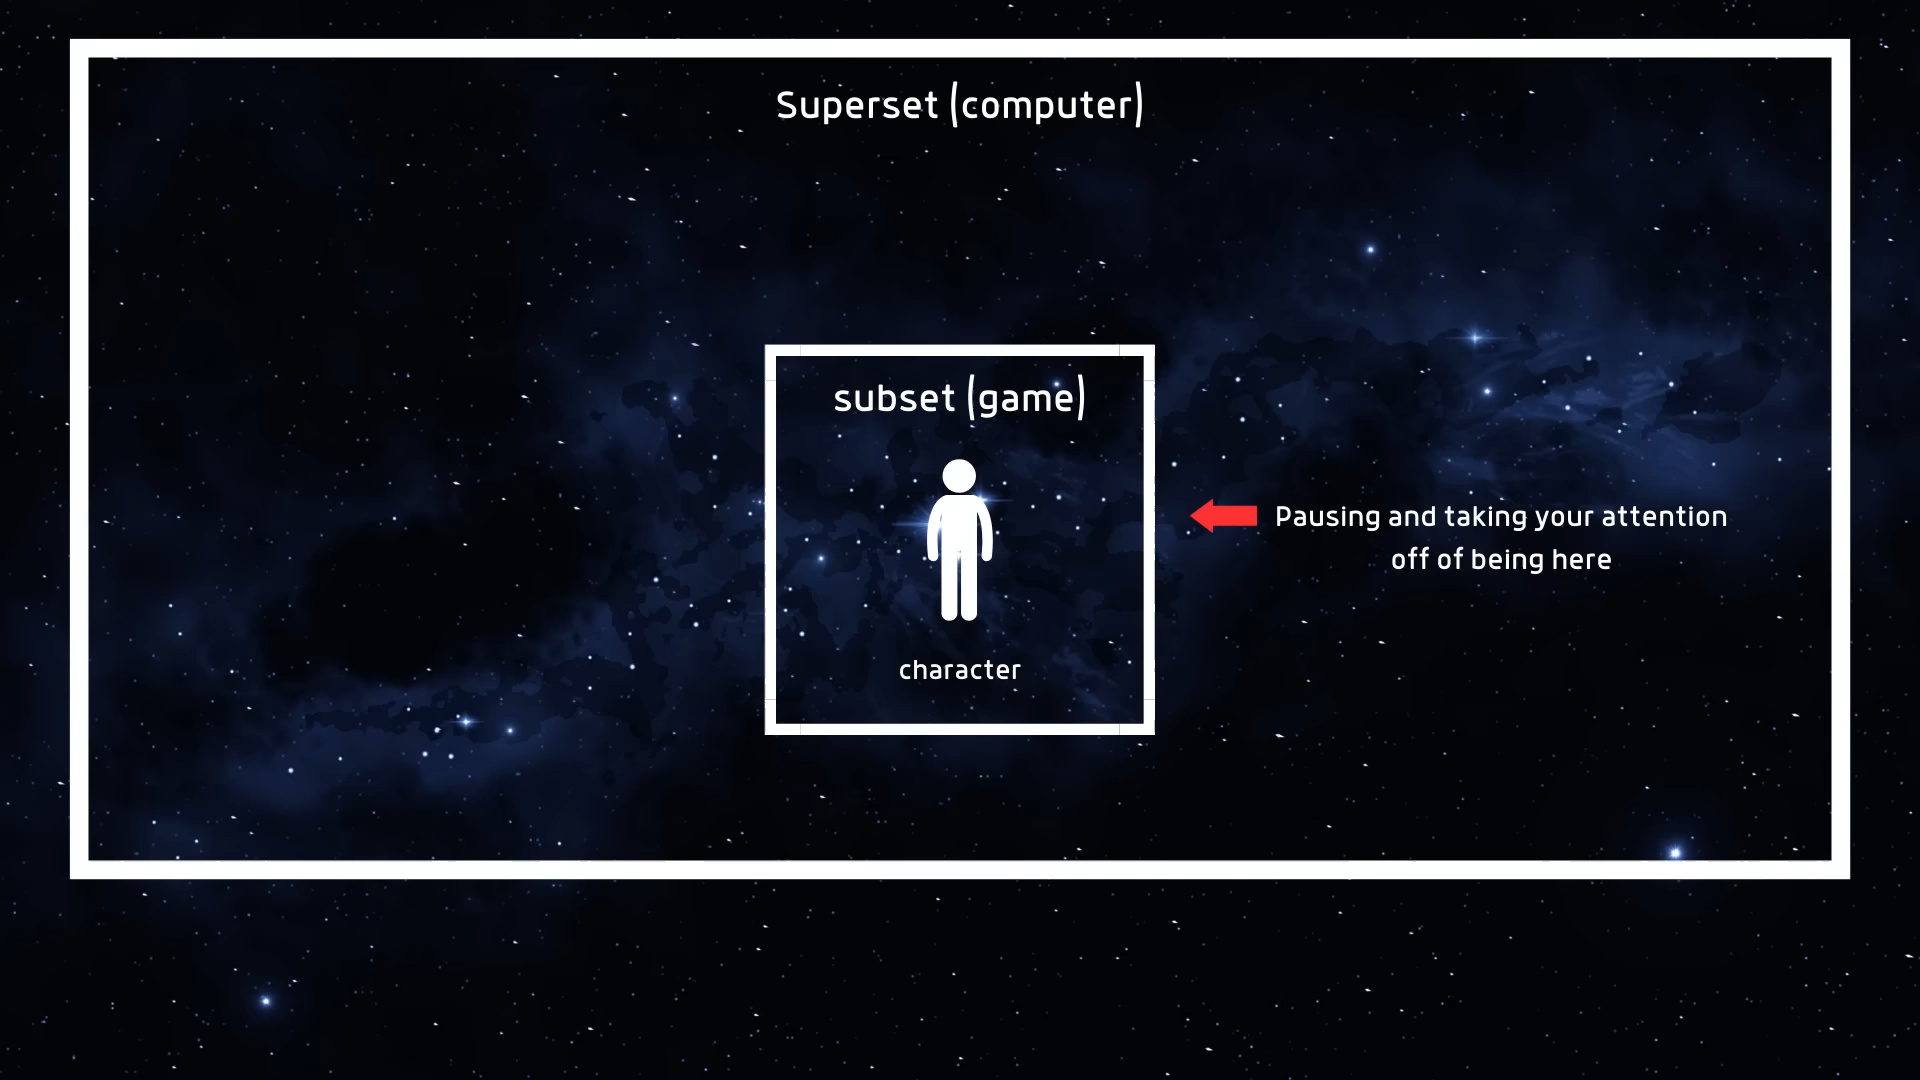 Superset (computer)
subset (game)
Pausing and taking your attention
off of being here
character